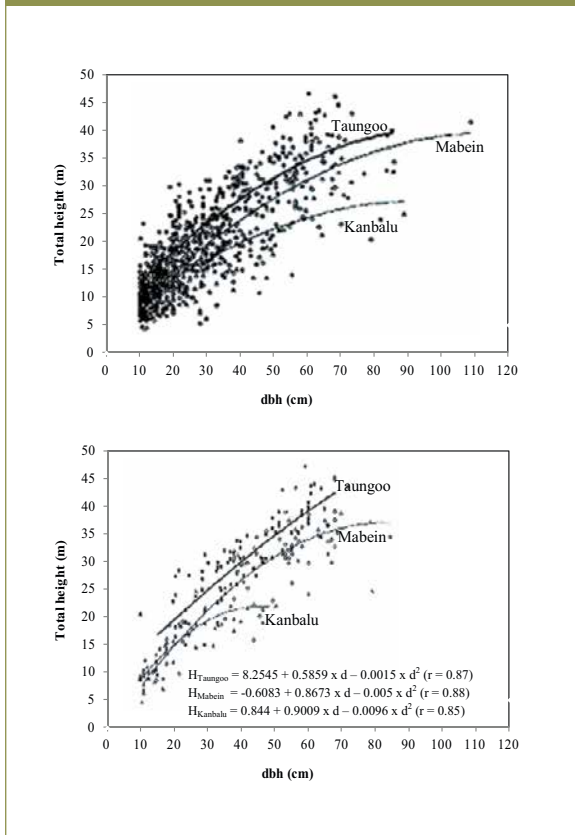 50
45
40
35
30
25
20
15
10
5
0
Total height (m)
Taungoo
Mabein
Kanbalu
0 10 20 30 40 50 60 70 80 90 100 110 120
dbh (cm)
50
45
40
35
30
25
20
15
10
5
0
Total height (m)
Taungoo
Mabein
Kanbalu
H_Taungoo = 8.2545 + 0.5859 x d – 0.0015 x d² (r = 0.87)
H_Mabein = -0.6083 + 0.8673 x d – 0.005 x d² (r = 0.88)
H_Kanbalu = 0.844 + 0.9009 x d – 0.0096 x d² (r = 0.85)
0 10 20 30 40 50 60 70 80 90 100 110 120
dbh (cm)